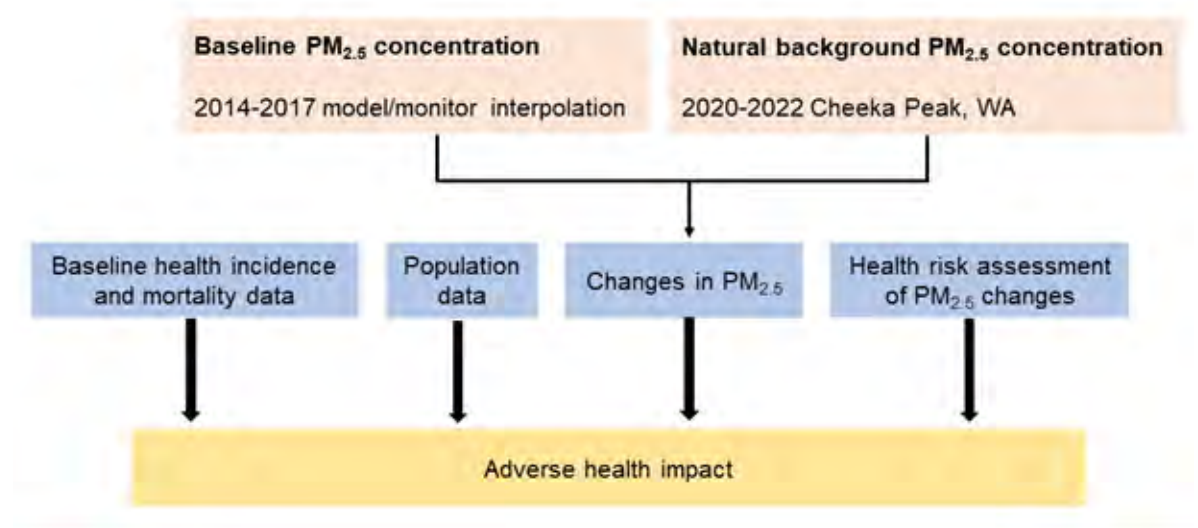 Baseline PM2.5 concentration
2014-2017 model/monitor interpolation
Natural background PM2.5 concentration
2020-2022 Cheeka Peak, WA
Baseline health incidence
and mortality data
Population
data
Changes in PM2.5
Health risk assessment
of PM2.5 changes
Adverse health impact